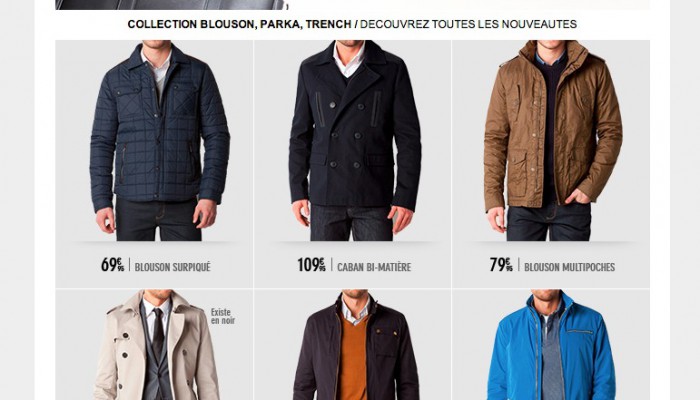 COLLECTION BLOUSON, PARKA, TRENCH / DECOUVREZ TOUTES LES NOUVEAUTES
69€95 | BLOUSON SURPIQUÉ
109€95 | CABAN BI-MATIÈRE
79€95 | BLOUSON MULTIPOCHES
Existe
en noir